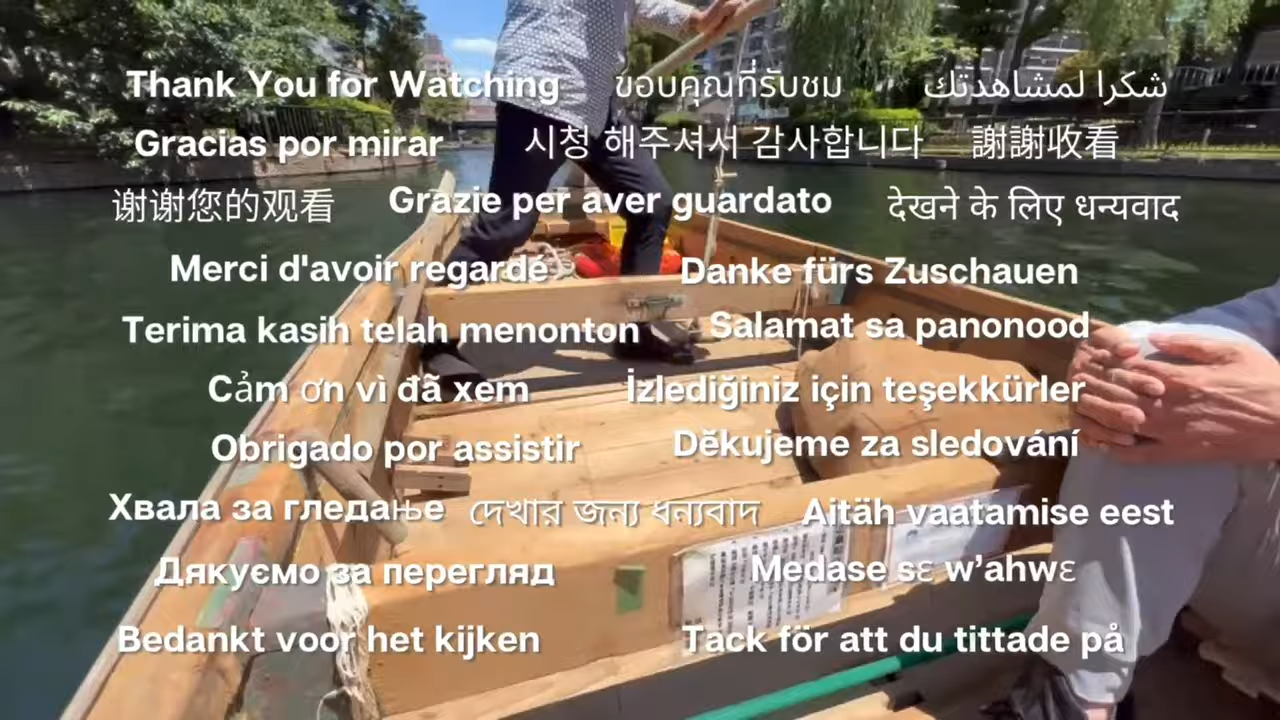 Thank You for Watching ขอบคุณที่รับชม شكرا لمشاهدتك
Gracias por mirar 시청 해주셔서 감사합니다 謝謝收看
谢谢您的观看 Grazie per aver guardato देखने के लिए धन्यवाद
Merci d'avoir regardé Danke fürs Zuschauen
Terima kasih telah menonton Salamat sa panonood
Cảm ơn vì đã xem İzlediğiniz için teşekkürler
Obrigado por assistir Děkujeme za sledování
Хвала за гледање দেখার জন্য ধন্যবাদ Aitäh vaatamise eest
Дякуємо за перегляд Medase sɛ w’ahwɛ
Bedankt voor het kijken Tack för att du tittade på